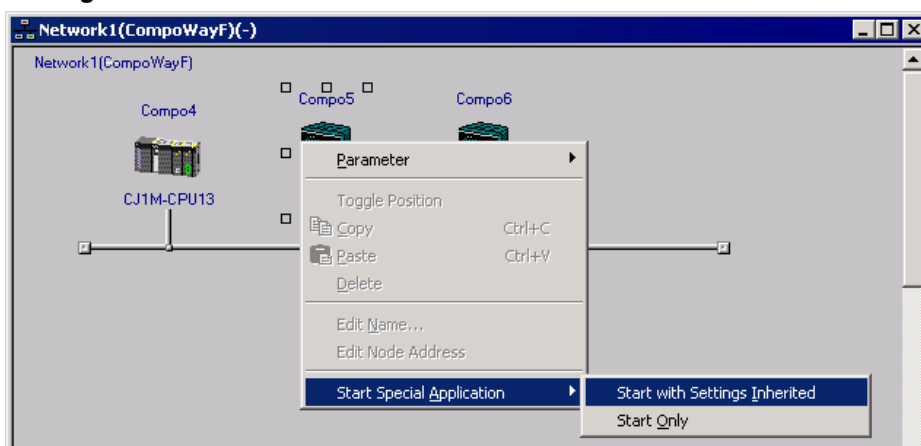 Network1(CompoWayF)(-)
Network1(CompoWayF)
Compo4
Compo5
Compo6
CJ1M-CPU13
Parameter
Toggle Position
Copy Ctrl+C
Paste Ctrl+V
Delete
Edit Name...
Edit Node Address
Start Special Application
Start with Settings Inherited
Start Only